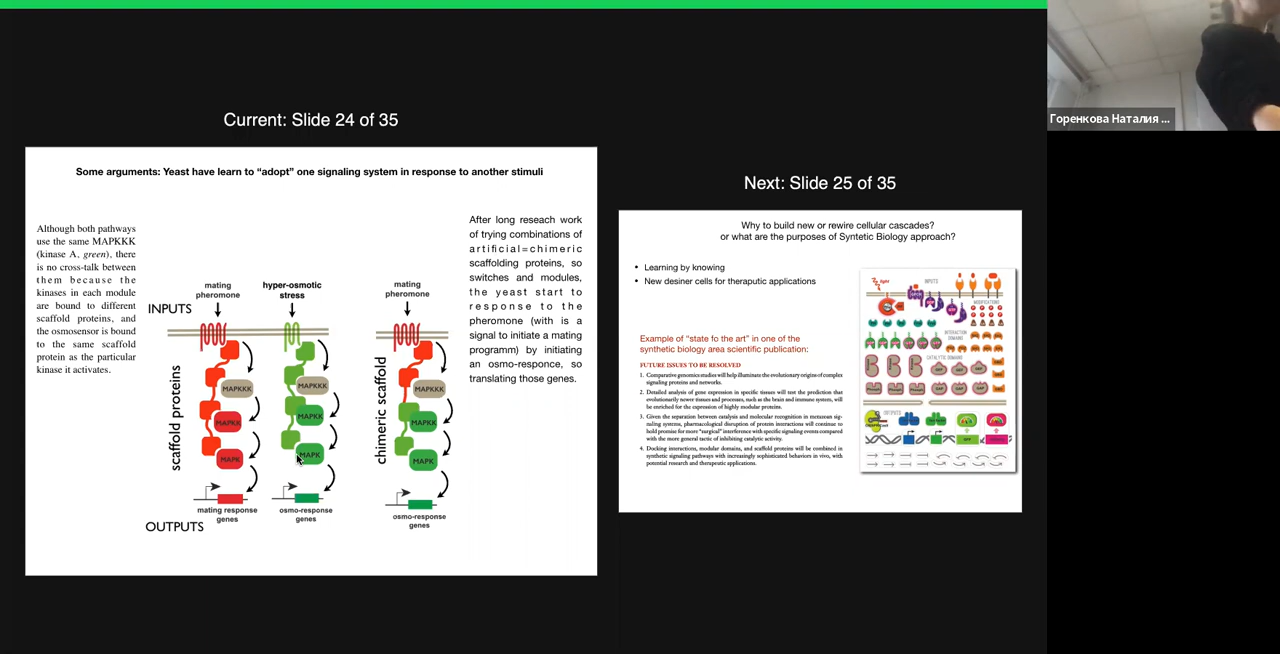 Current: Slide 24 of 35
Some arguments: Yeast have learn to “adopt” one signaling system in response to another stimuli
Although both pathways
use the same MAPKKK
(kinase A, green), there
is no cross-talk between
them because the
kinases in each module
are bound to different
scaffold proteins, and
the osmosensor is bound
to the same scaffold
protein as the particular
kinase it activates.
INPUTS
mating
pheromone
hyper-osmotic
stress
mating
pheromone
scaffold proteins
MAPKKK
MAPKK
MAPK
MAPKKK
MAPKK
MAPK
chimeric scaffold
MAPKKK
MAPKK
MAPK
mating response
genes
osmo-response
genes
osmo-response
genes
OUTPUTS
After long reseach work
of trying combinations of
artificial=chimeric
scaffolding proteins, so
switches and modules,
the yeast start to
response to the
pheromone (with is a
signal to initiate a mating
programm) by initiating
an osmo-responce, so
translating those genes.
Next: Slide 25 of 35
Why to build new or rewire cellular cascades?
or what are the purposes of Syntetic Biology approach?
• Learning by knowing
• New desiner cells for theraputic applications
Example of “state fo the art” in one of the
synthetic biology area scientific publication:
FUTURE ISSUES TO BE RESOLVED
1. Comparative genomics studies will help illuminate the evolutionary origins of complex
signaling proteins and networks.
2. Detailed analysis of gene expression in specific tissues will test the prediction that
evolutionarily newer tissues and processes, such as the brain and immune system, will
be enriched for the expression of highly modular proteins.
3. Given the separation between catalysis and molecular recognition in metazoan sig-
naling systems, pharmacological disruption of protein interactions will continue to
hold promise for more “surgical” interference with specific signaling events compared
with the more general tactic of inhibiting catalytic activity.
4. Docking interactions, modular domains, and scaffold proteins will be combined in
synthetic signaling pathways with increasingly sophisticated behaviors in vivo, with
potential research and therapeutic applications.
INPUTS
light
MODIFICATIONS
INTERACTION
DOMAINS
CATALYTIC DOMAINS
OUTPUTS
Горенкова Наталия ...